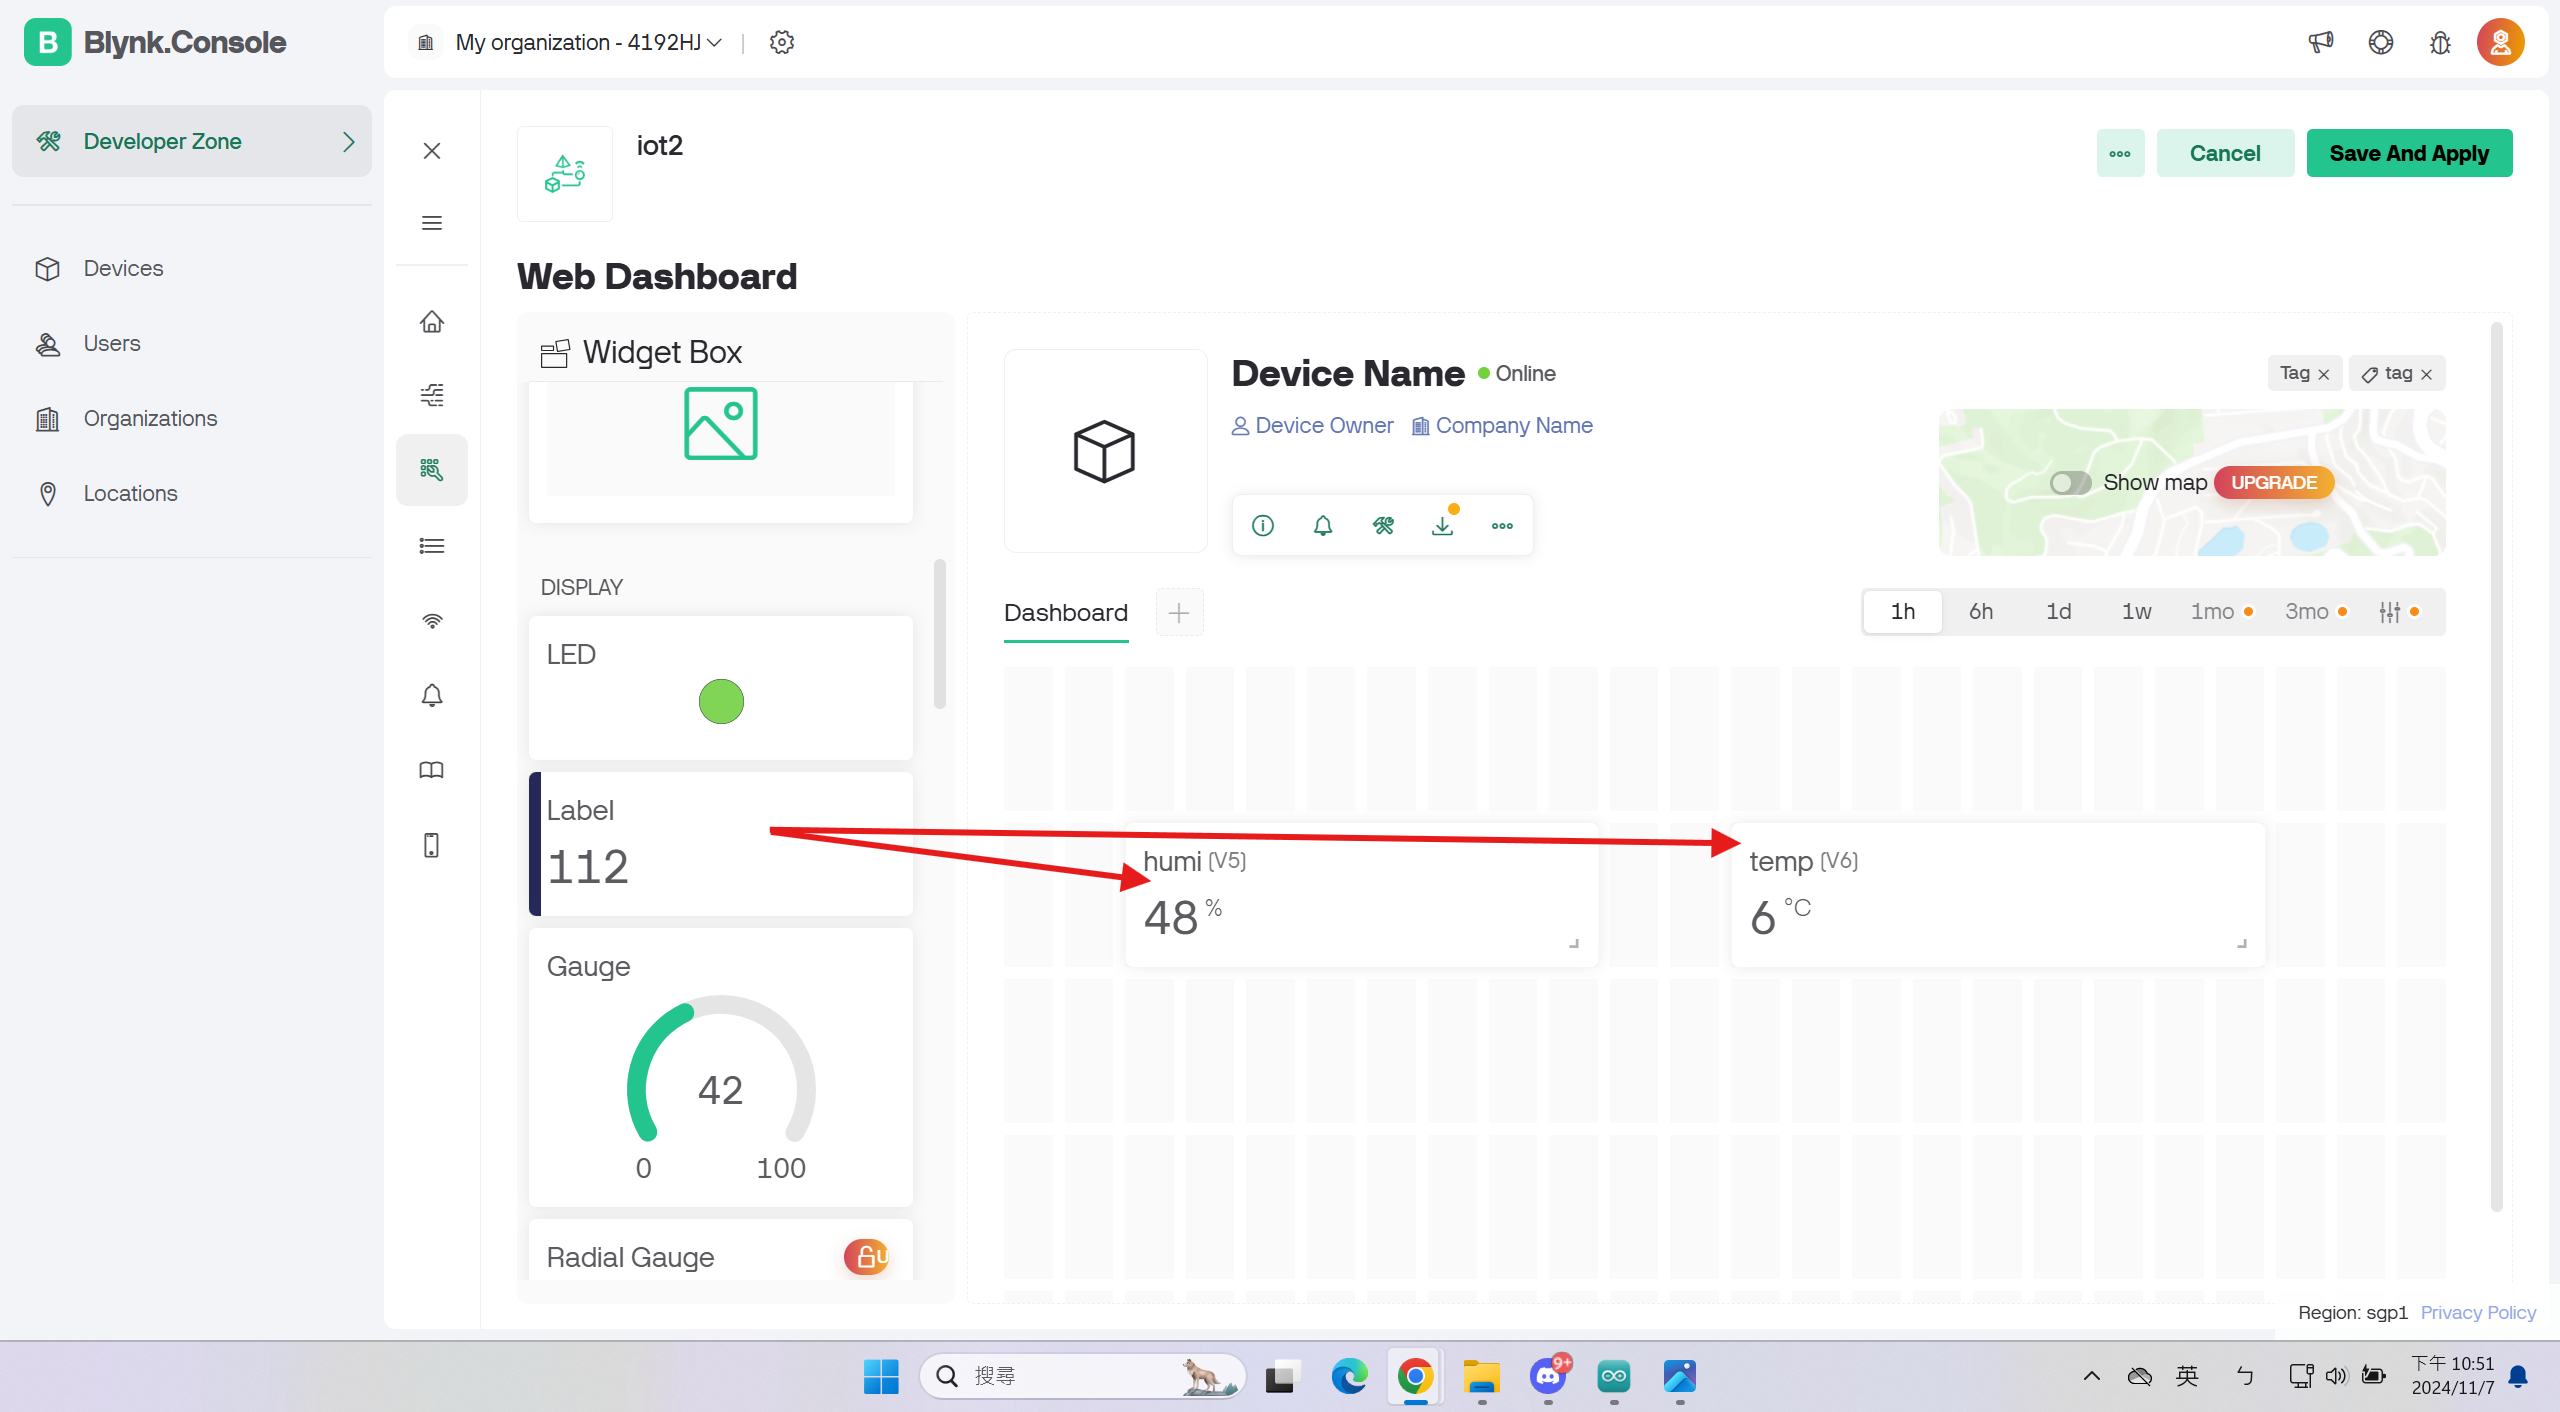 B Blynk.Console
My organization - 4192HJ
Developer Zone
Devices
Users
Organizations
Locations
iot2
Cancel
Save And Apply
Web Dashboard
Widget Box
DISPLAY
LED
Label
112
Gauge
42
0 100
Radial Gauge
U
Device Name Online
Device Owner Company Name
Tag tag
Show map UPGRADE
Dashboard
1h 6h 1d 1w 1mo 3mo
humi (V5)
48 %
temp (V6)
6 °C
Region: sgp1 Privacy Policy
搜尋
9+
英
ㄅ
下午 10:51
2024/11/7